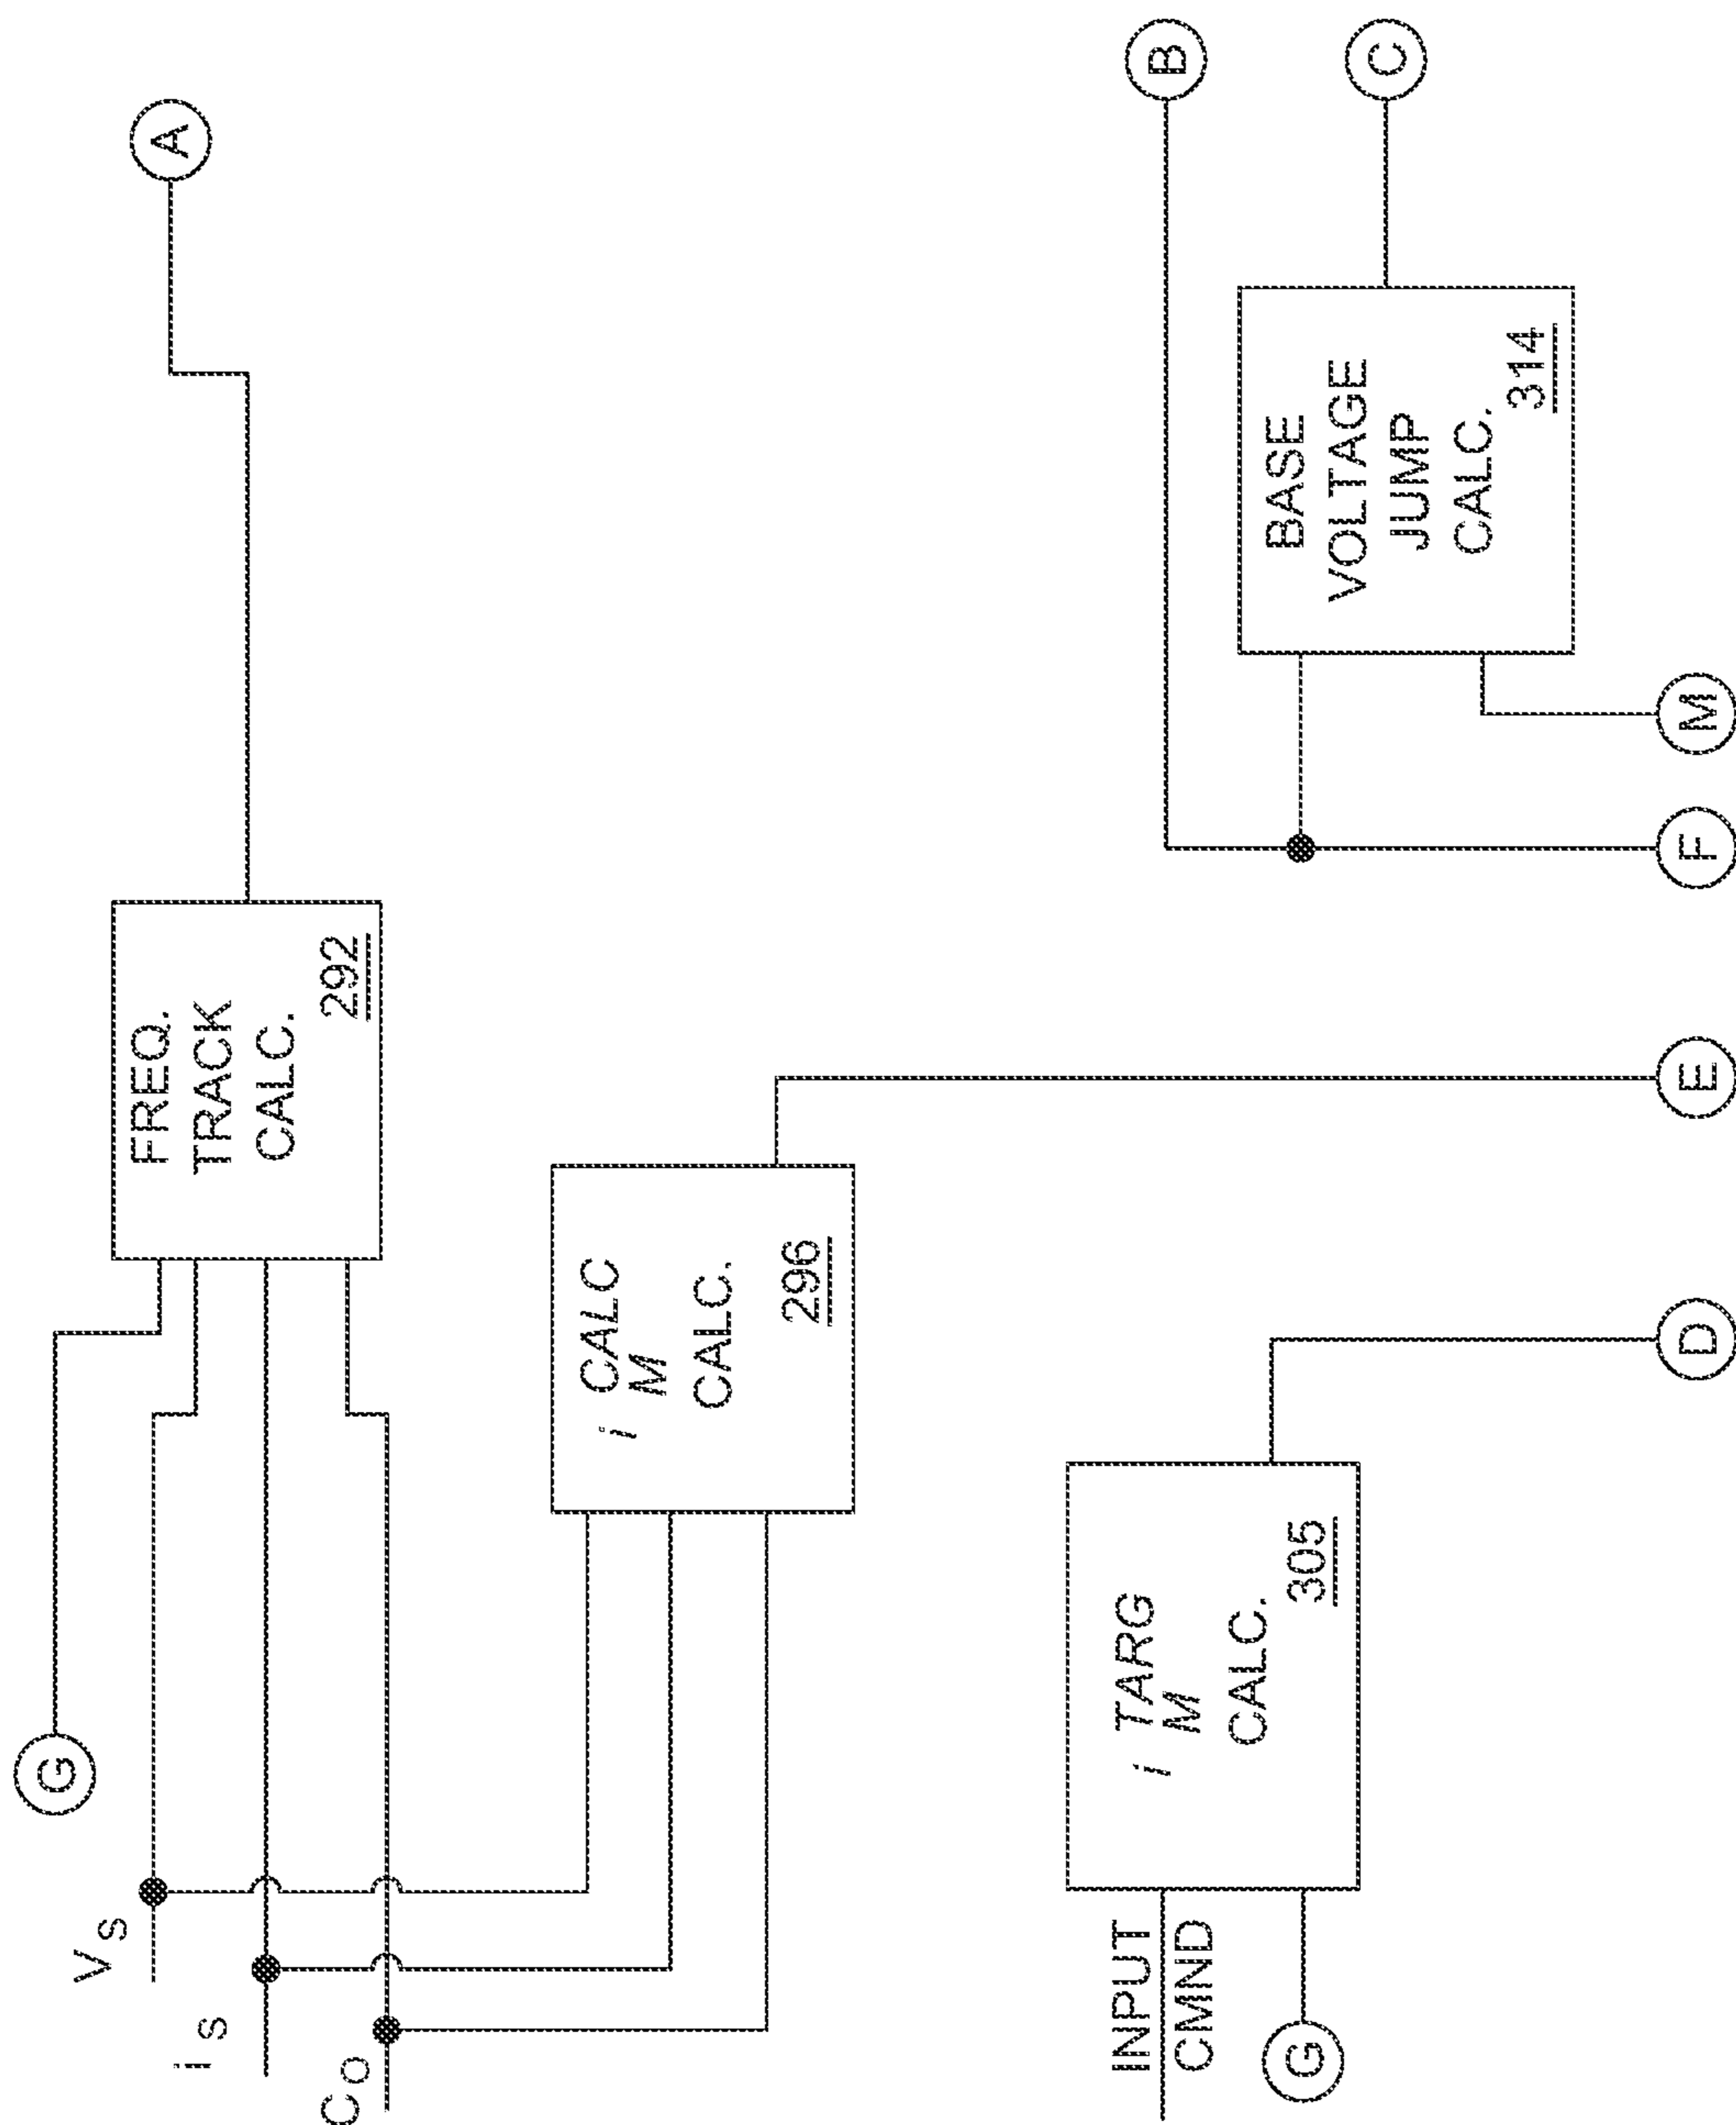 A
FREQ.
TRACK
CALC.
292
G
V S
i S
C O
i M CALC
CALC.
296
E
i M TARG
CALC.
305
INPUT
CMND
G
D
B
BASE
VOLTAGE
JUMP
CALC.
314
C
F
M